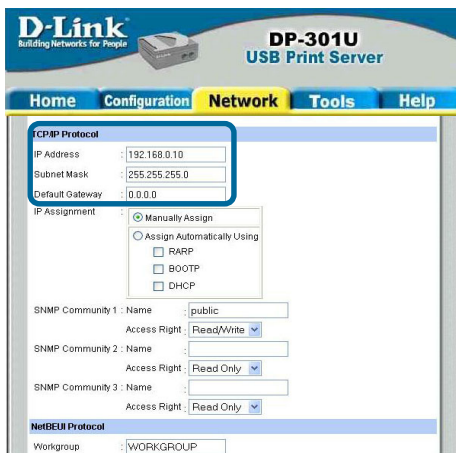 D-Link
Building Networks for People
DP-301U
USB Print Server
Home Configuration Network Tools Help
TCP/IP Protocol
IP Address : 192.168.0.10
Subnet Mask : 255.255.255.0
Default Gateway : 0.0.0.0
IP Assignment : Manually Assign
Assign Automatically Using
RARP
BOOTP
DHCP
SNMP Community 1 : Name : public
Access Right : Read/Write
SNMP Community 2 : Name :
Access Right : Read Only
SNMP Community 3 : Name :
Access Right : Read Only
NetBEUI Protocol
Workgroup : WORKGROUP